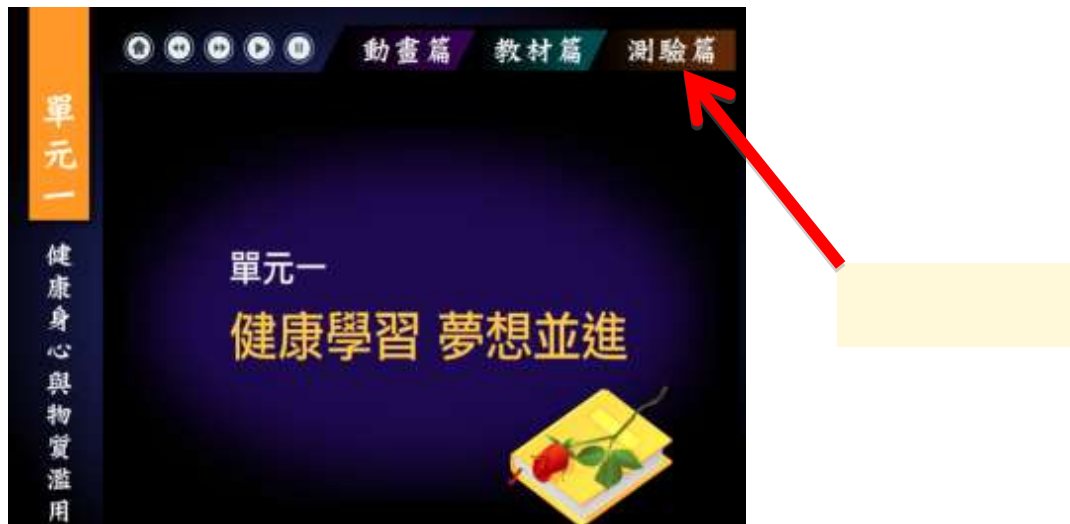 動畫篇 教材篇 測驗篇
單元一
健康身心與物質濫用
單元一
健康學習 夢想並進